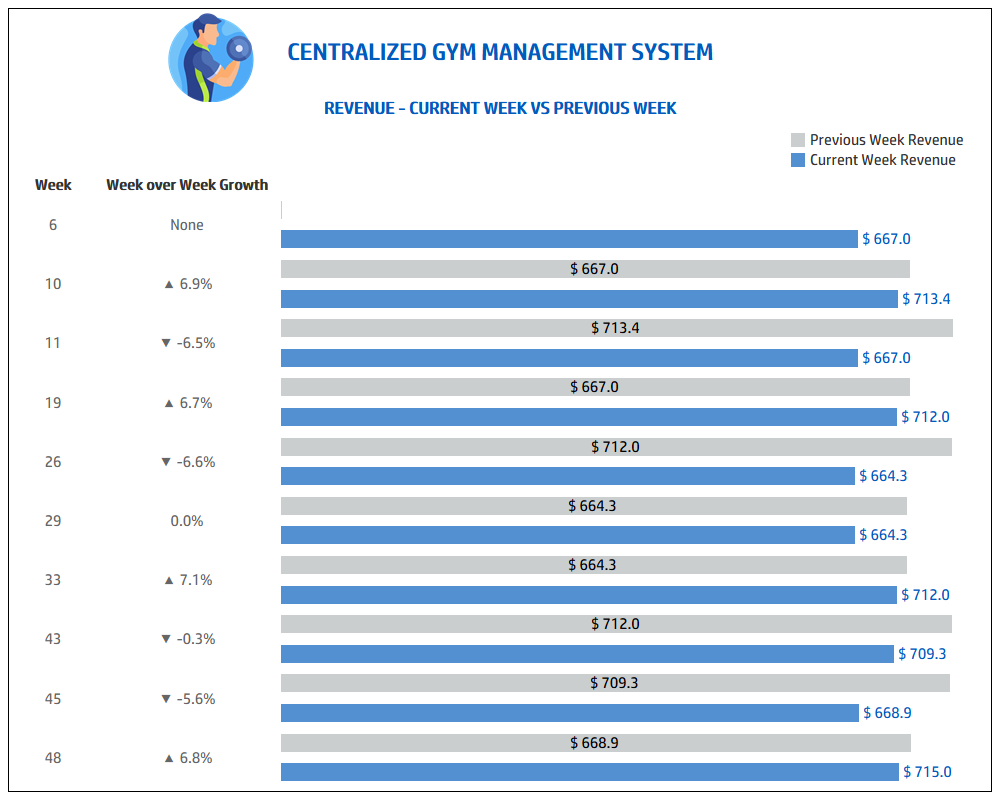 CENTRALIZED GYM MANAGEMENT SYSTEM
REVENUE - CURRENT WEEK VS PREVIOUS WEEK
Previous Week Revenue
Current Week Revenue
Week Week over Week Growth
6 None
$ 667.0
$ 667.0
10 ▲ 6.9%
$ 713.4
$ 713.4
11 ▼ -6.5%
$ 667.0
$ 667.0
19 ▲ 6.7%
$ 712.0
$ 712.0
26 ▼ -6.6%
$ 664.3
$ 664.3
29 0.0%
$ 664.3
$ 664.3
33 ▲ 7.1%
$ 712.0
$ 712.0
43 ▼ -0.3%
$ 709.3
$ 709.3
45 ▼ -5.6%
$ 668.9
$ 668.9
48 ▲ 6.8%
$ 715.0